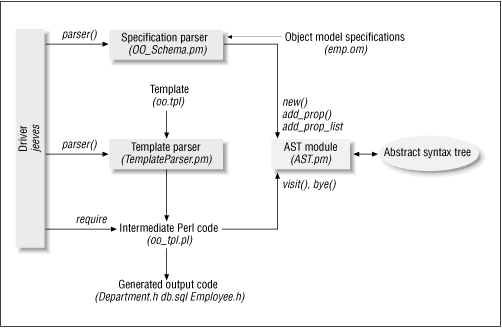 parser()
Specification parser
(OO_Schema.pm)
Object model specifications
(emp.om)
Template
(oo.tpl)
new()
add_prop()
add_prop_list
Driver
jeeves
parser()
Template parser
(TemplateParser.pm)
AST module
(AST.pm)
Abstract syntax tree
visit(), bye()
require
Intermediate Perl code
(oo_tpl.pl)
Generated output code
(Department.h db.sql Employee.h)